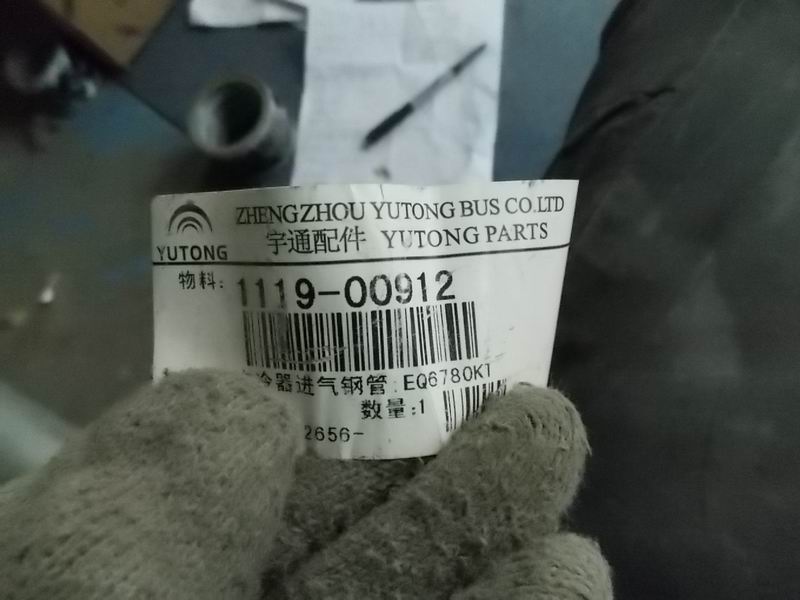 ZHENGZHOU YUTONG BUS CO.LTD
YUTONG
宇通配件 YUTONG PARTS
物料: 1119-00912
冷器进气钢管:EQ6780KT
数量:1
2656-